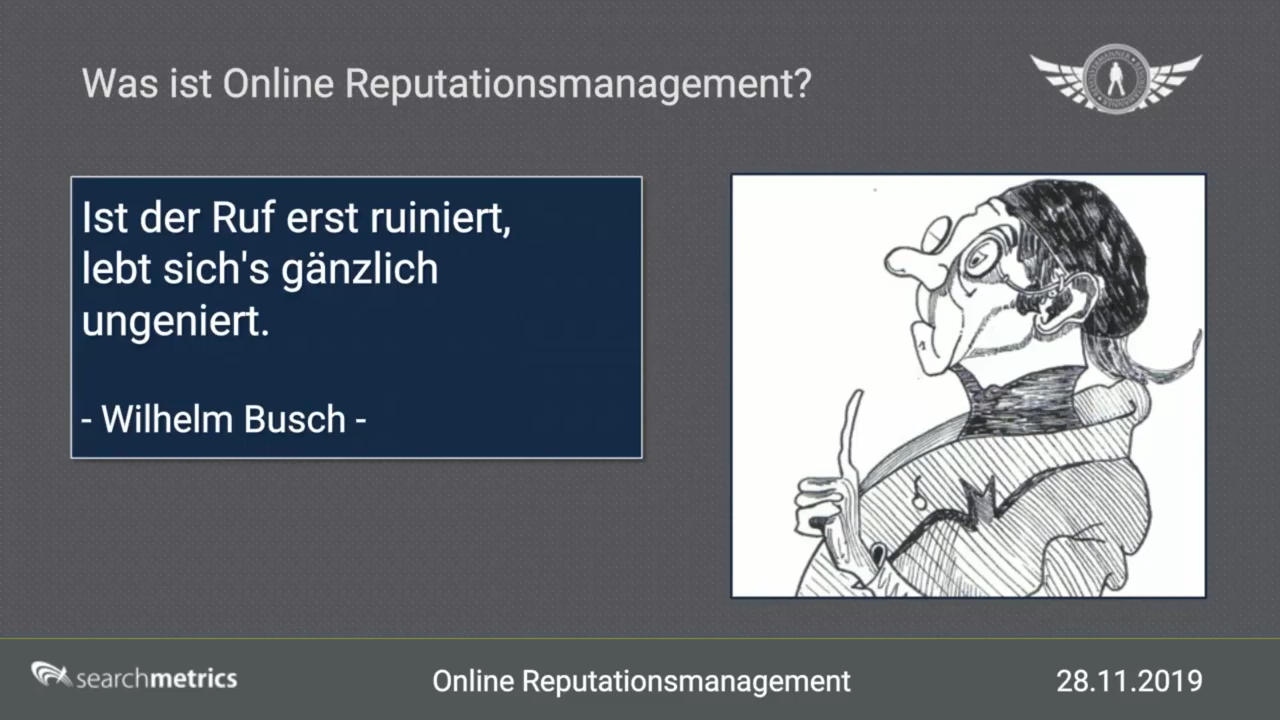 Was ist Online Reputationsmanagement?
Ist der Ruf erst ruiniert,
lebt sich's gänzlich
ungeniert.
- Wilhelm Busch -
searchmetrics
Online Reputationsmanagement
28.11.2019